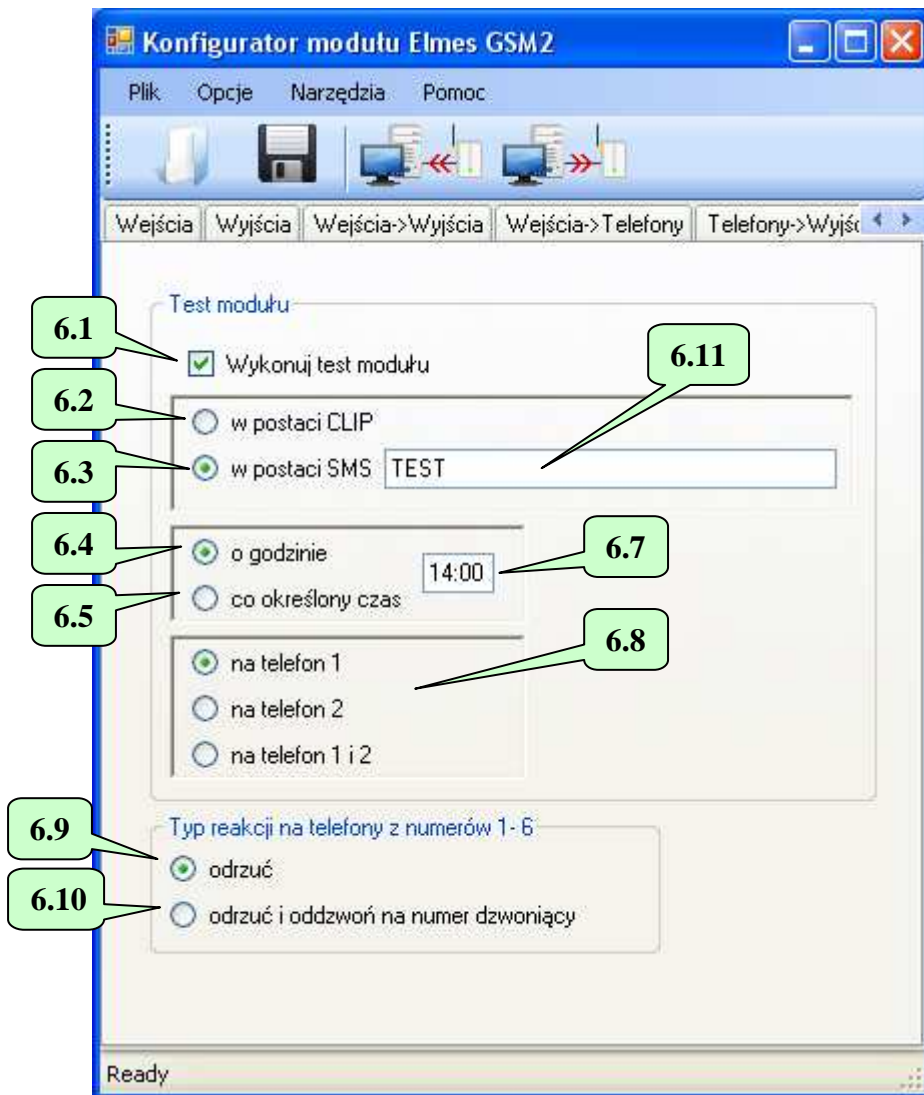 Konfigurator modułu Elmes GSM2
Plik Opcje Narzędzia Pomoc
Wejścia Wyjścia Wejścia->Wyjścia Wejścia->Telefony Telefony->Wyjśc
Test modułu
6.1
Wykonuj test modułu
6.11
6.2
w postaci CLIP
6.3
w postaci SMS TEST
6.4
o godzinie
14:00
6.7
6.5
co określony czas
6.8
na telefon 1
na telefon 2
na telefon 1 i 2
6.9
Typ reakcji na telefony z numerów 1- 6
odrzuć
6.10
odrzuć i oddzwoń na numer dzwoniący
Ready